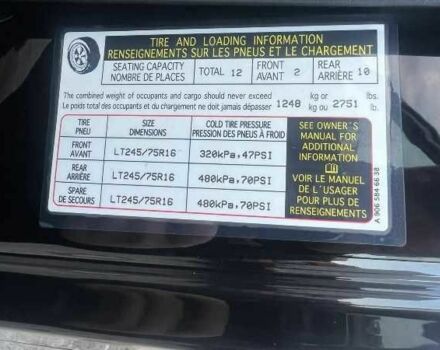 TIRE AND LOADING INFORMATION
RENSEIGNEMENTS SUR LES PNEUS ET LE CHARGEMENT
SEATING CAPACITY
NOMBRE DE PLACES
TOTAL 12
FRONT
AVANT 2
REAR
ARRIÈRE 10
The combined weight of occupants and cargo should never exceed
Le poids total des occupants et du chargement ne doit jamais dépasser
1248
kg or
kg ou
2751
lbs.
lb.
TIRE
PNEU
SIZE
DIMENSIONS
COLD TIRE PRESSURE
PRESSION DES PNEUS À FROID
FRONT
AVANT
LT245/75R16
320kPa,47PSI
REAR
ARRIÈRE
LT245/75R16
480kPa,70PSI
SPARE
DE SECOURS
LT245/75R16
480kPa,70PSI
SEE OWNER'S
MANUAL FOR
ADDITIONAL
INFORMATION
VOIR LE MANUEL
DE L'USAGER
POUR PLUS DE
RENSEIGNEMENTS
A 906 584 66 38